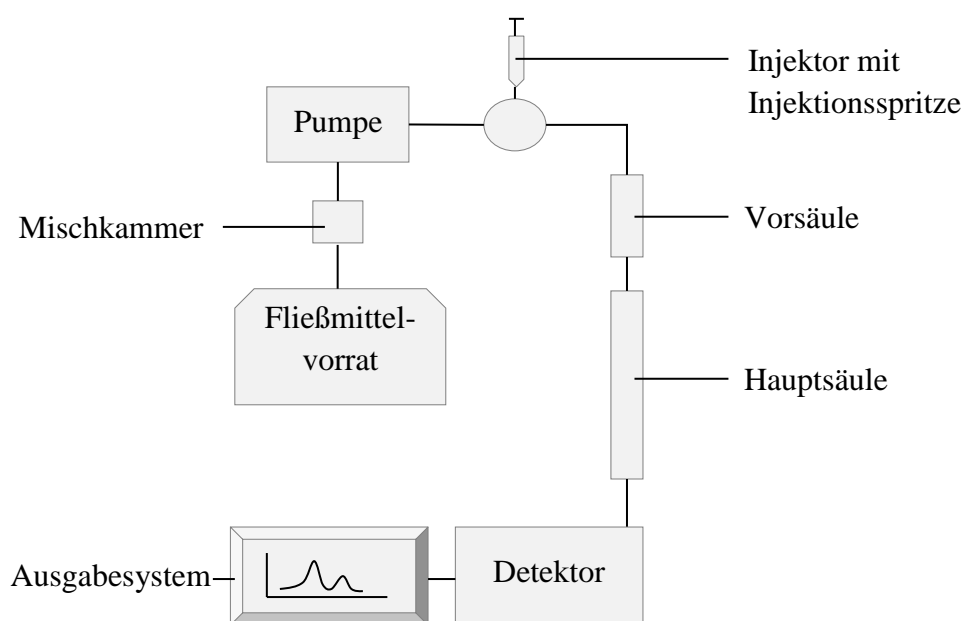 Injektor mit
Injektionsspritze
Pumpe
Mischkammer
Vorsäule
Fließmittel-
vorrat
Hauptsäule
Ausgabesystem
Detektor